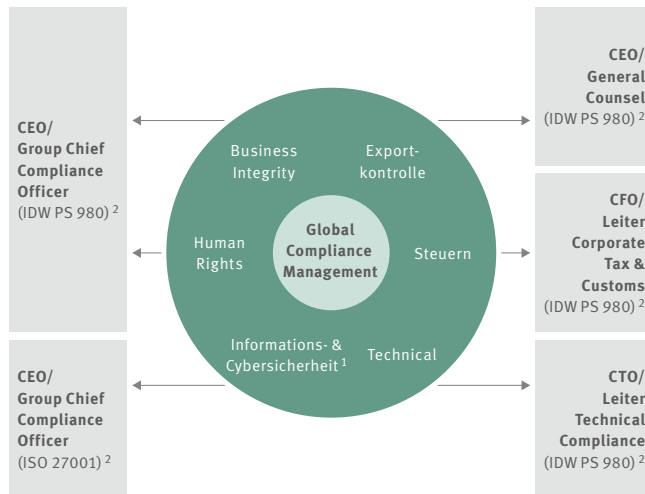 CEO/
Group Chief
Compliance
Officer
(IDW PS 980) ²
CEO/
Group Chief
Compliance
Officer
(ISO 27001) ²
Business
Integrity
Export-
kontrolle
Human
Rights
Global
Compliance
Management
Steuern
Informations- &
Cybersicherheit ¹
Technical
CEO/
General
Counsel
(IDW PS 980) ²
CFO/
Leiter
Corporate
Tax &
Customs
(IDW PS 980) ²
CTO/
Leiter
Technical
Compliance
(IDW PS 980) ²